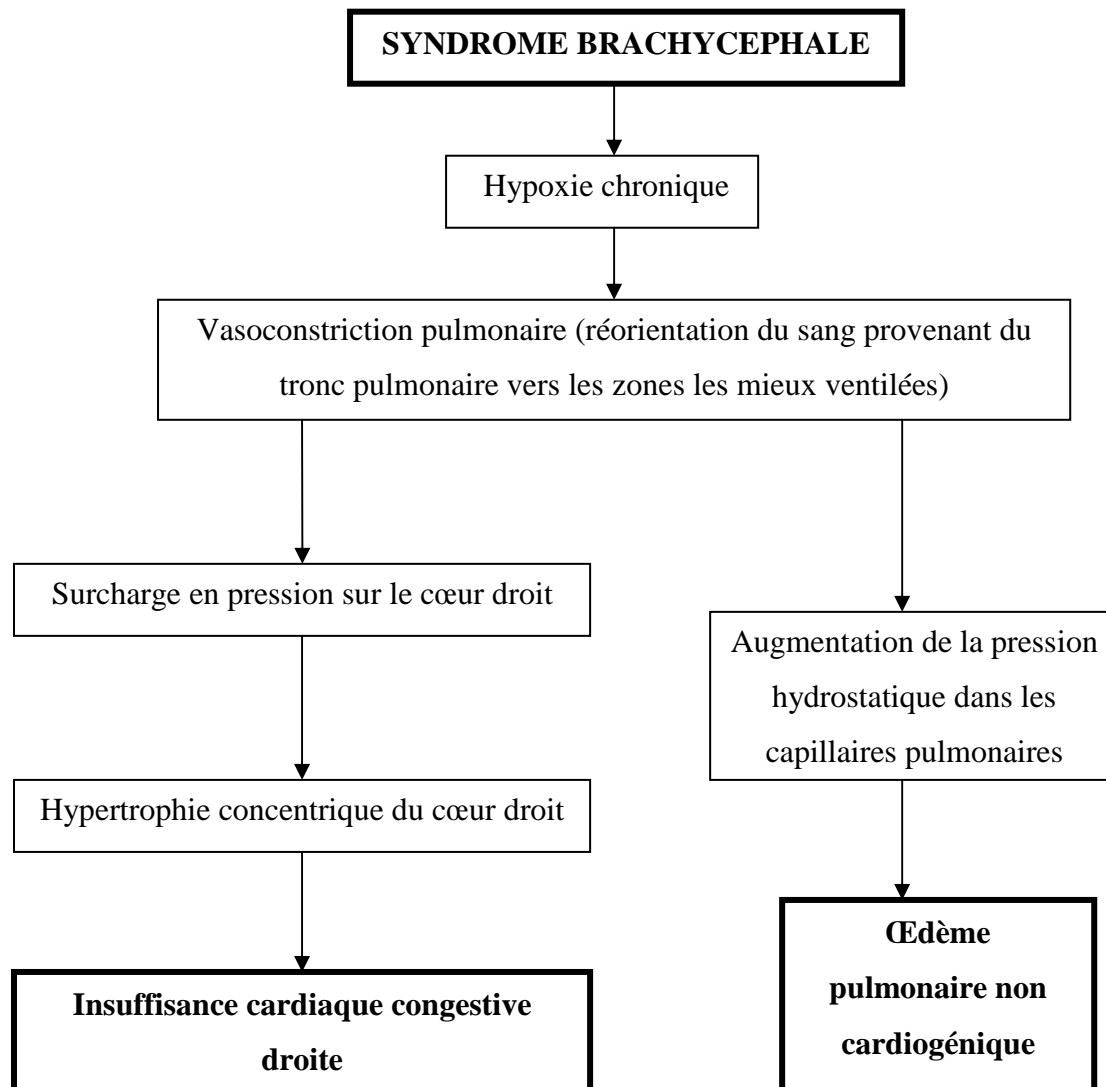 SYNDROME BRACHYCEPHALE
Hypoxie chronique
Vasoconstriction pulmonaire (réorientation du sang provenant du
tronc pulmonaire vers les zones les mieux ventilées)
Surcharge en pression sur le cœur droit
Hypertrophie concentrique du cœur droit
Insuffisance cardiaque congestive
droite
Augmentation de la pression
hydrostatique dans les
capillaires pulmonaires
Œdème
pulmonaire non
cardiogénique